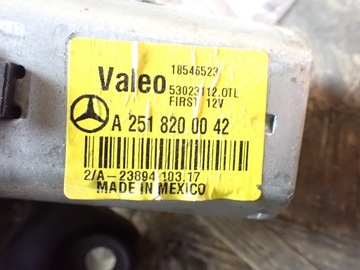 Valeo
18546523
53023112.OTL
FIRST 12V
A 251 820 00 42
2/A-23894 103.17
MADE IN MEXICO